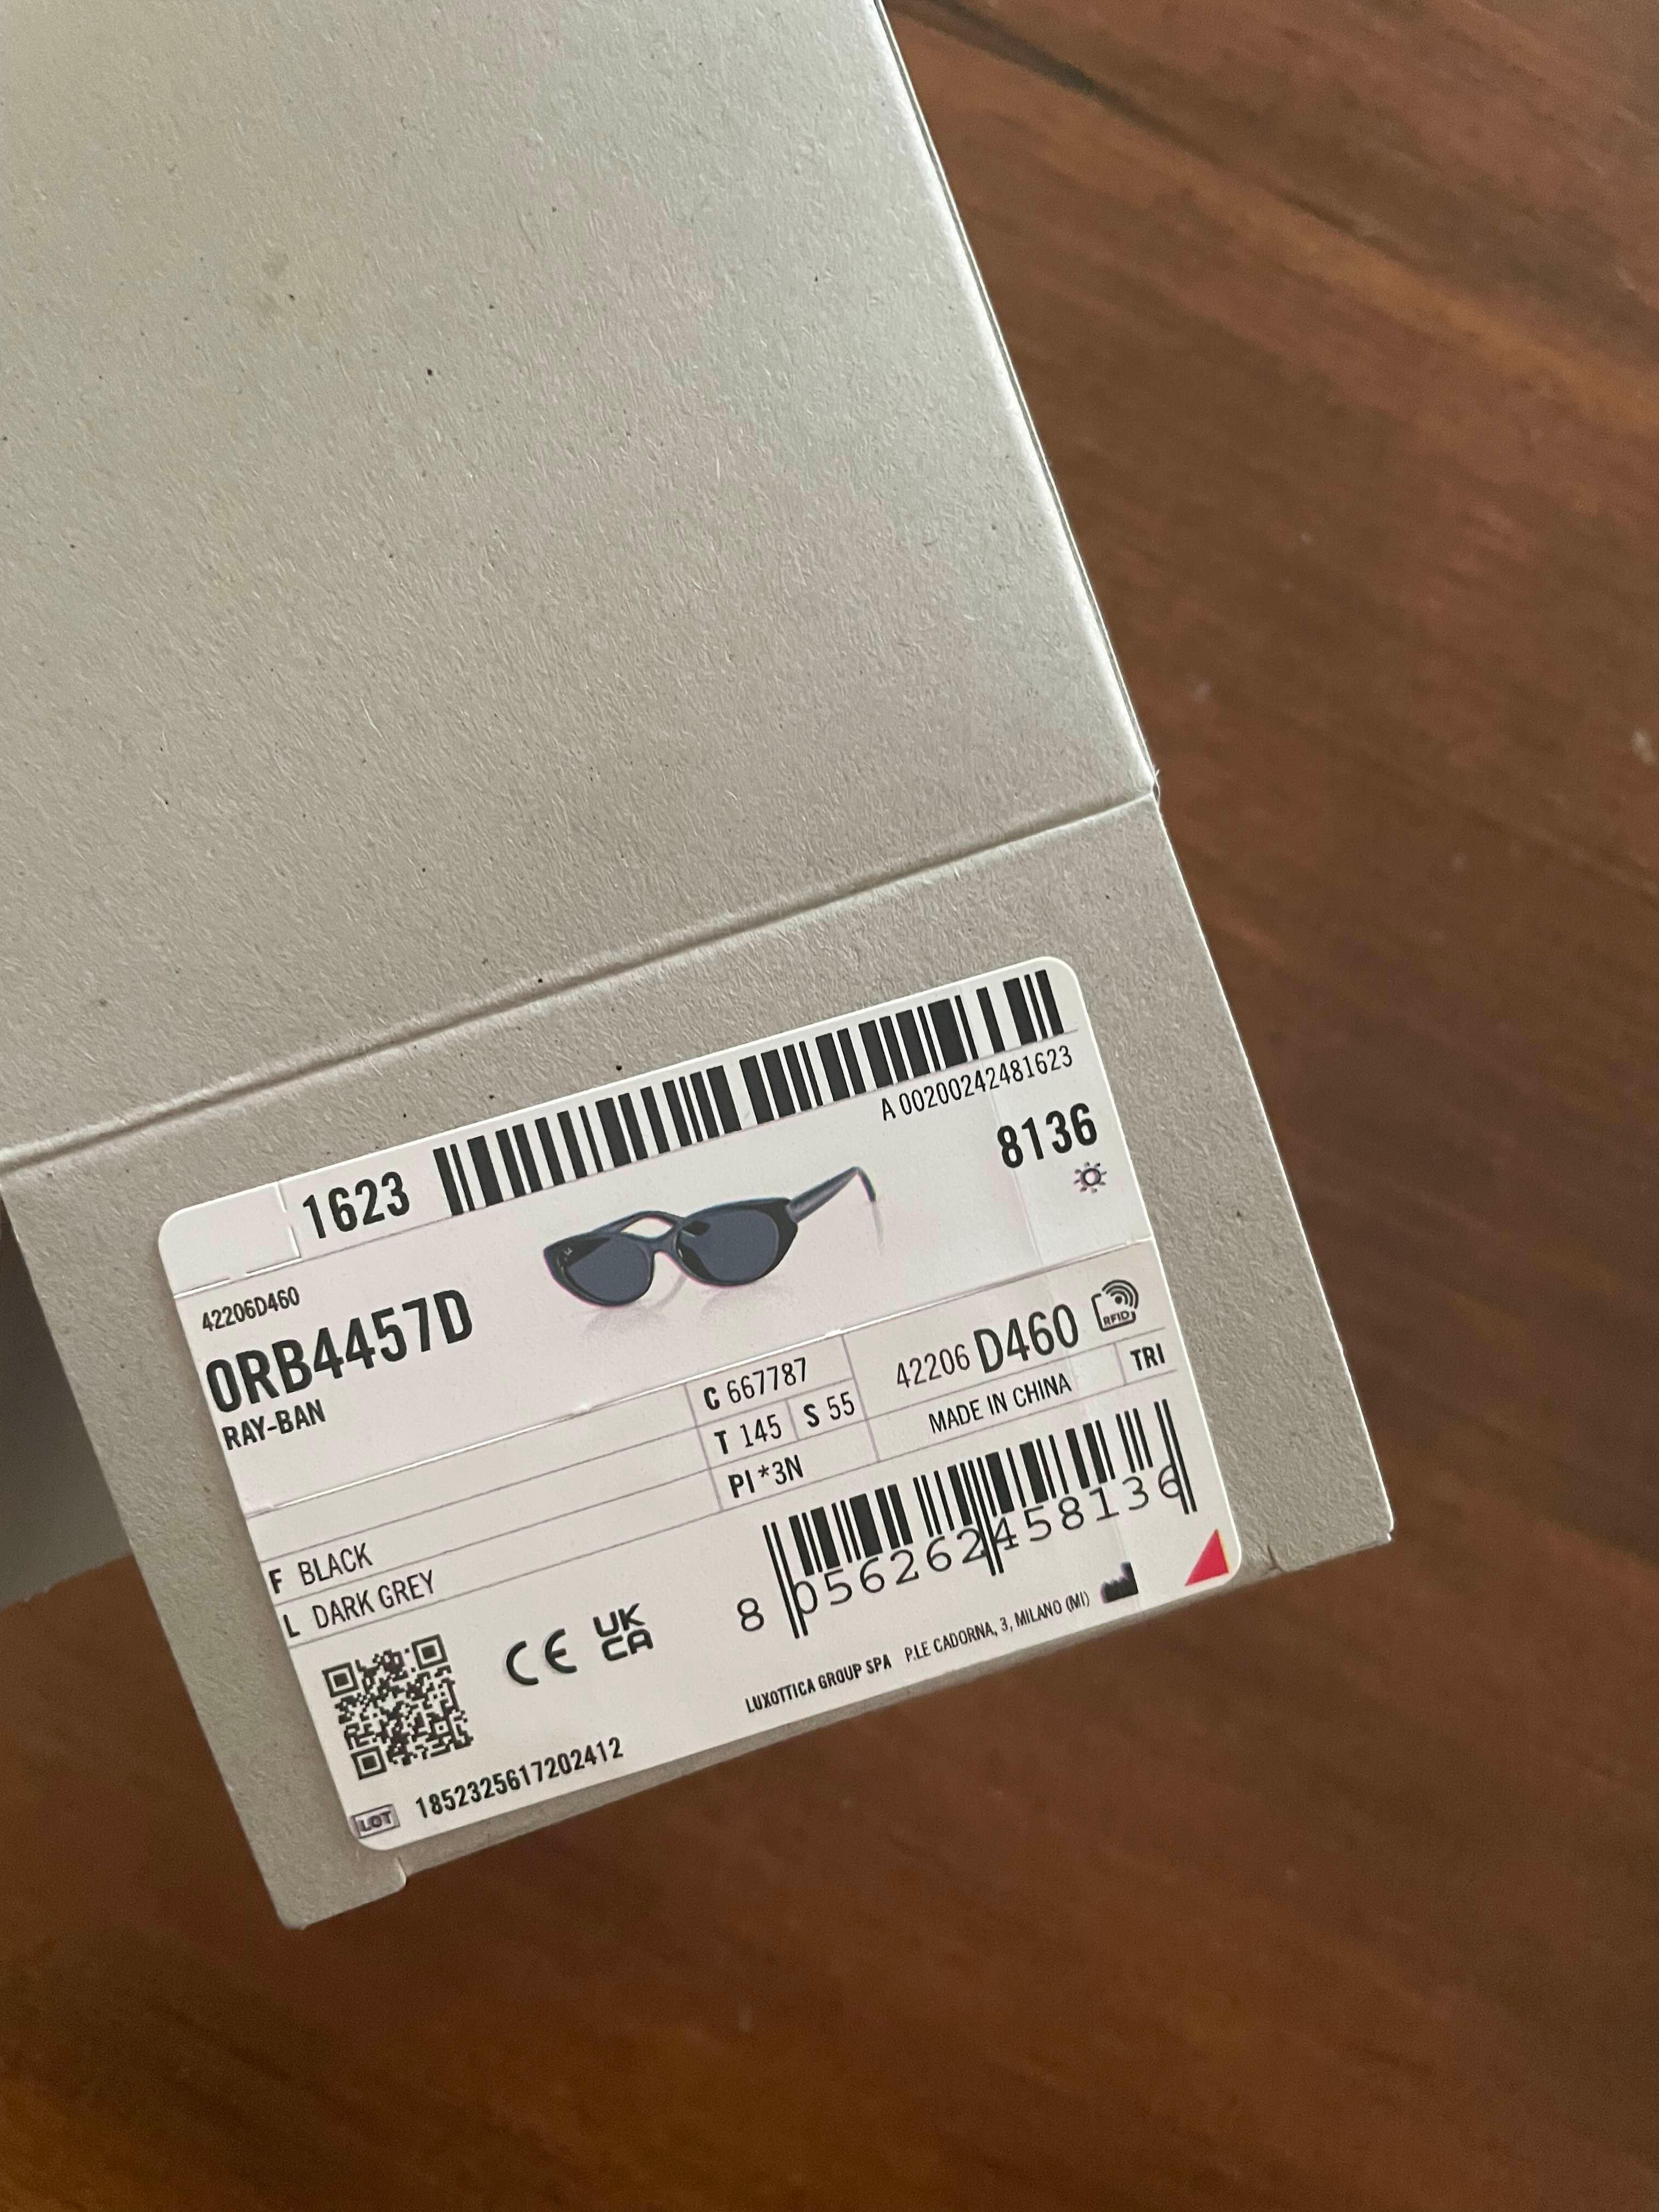 1623
A 00200242481623
8136
42206D460
0RB4457D
RAY-BAN
C 667787
42206 D460
RFID
T 145 S 55
MADE IN CHINA
TRI
PI *3N
F BLACK
L DARK GREY
8 056262 458136
CE UK CA
LUXOTTICA GROUP SPA P.LE CADORNA, 3, MILANO (MI)
LOT 1852325617202412